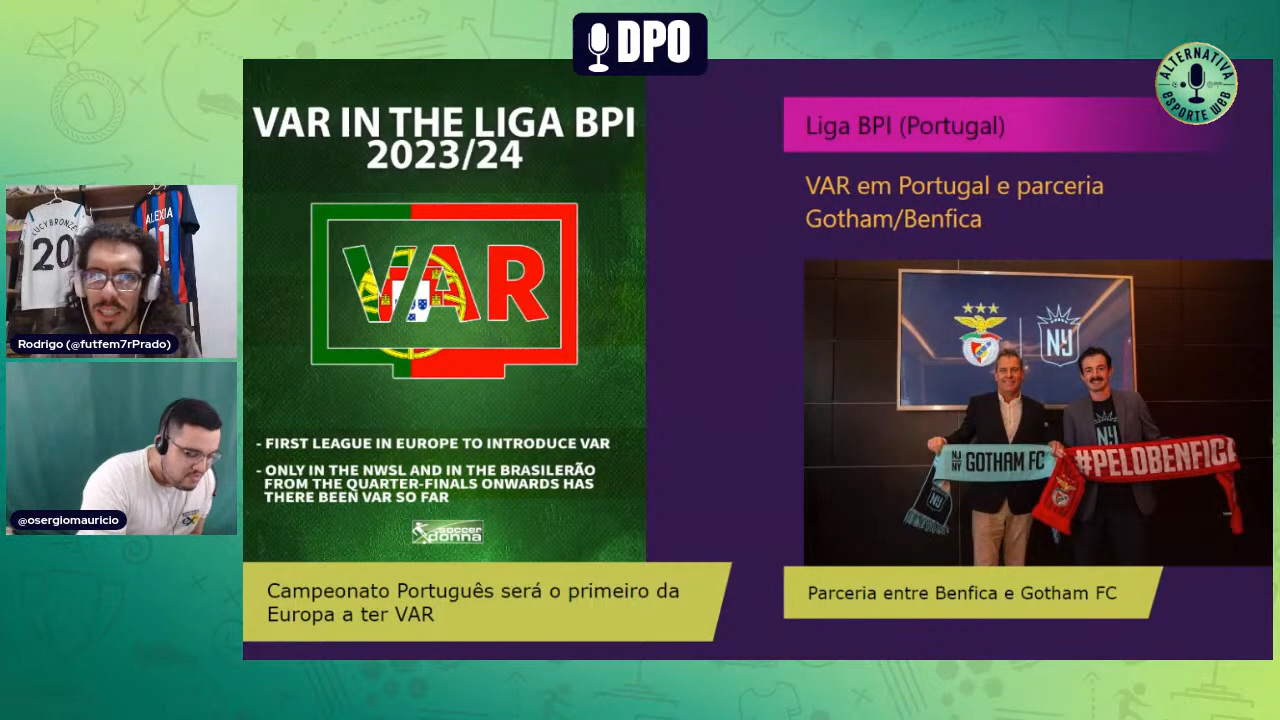 DPO
ALTERNATIVA
ESPORTE WEB
VAR IN THE LIGA BPI
2023/24
VAR
- FIRST LEAGUE IN EUROPE TO INTRODUCE VAR
- ONLY IN THE NWSL AND IN THE BRASILERÃO
FROM THE QUARTER-FINALS ONWARDS HAS
THERE BEEN VAR SO FAR
soccer
donna
Campeonato Português será o primeiro da
Europa a ter VAR
Liga BPI (Portugal)
VAR em Portugal e parceria
Gotham/Benfica
NJ
NY
GOTHAM FC
#PELOBENFICA
Parceria entre Benfica e Gotham FC
LUCY BRONZE
20
ALEXIA
Rodrigo (@futfem7rPrado)
@osergiomauricio